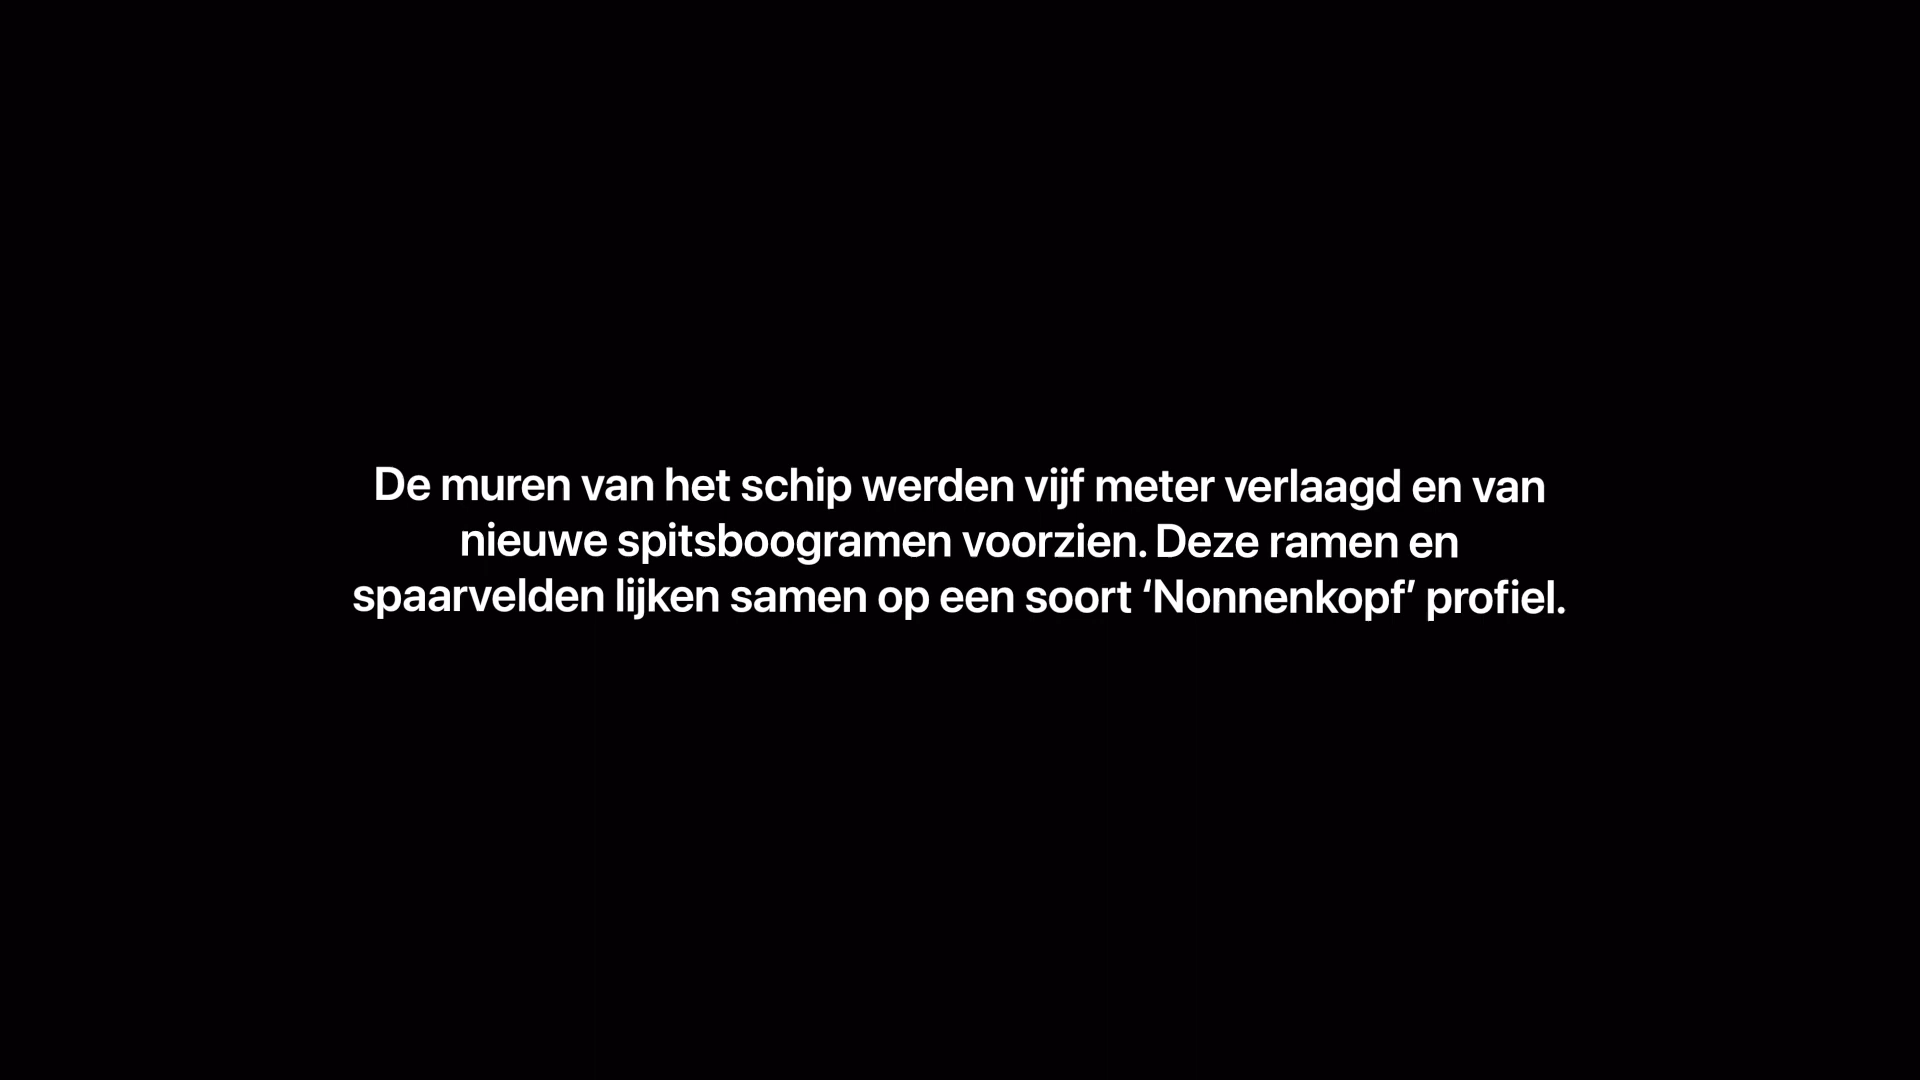 De muren van het schip werden vijf meter verlaagd en van
nieuwe spitsboogramen voorzien. Deze ramen en
spaarvelden lijken samen op een soort ‘Nonnenkopf’ profiel.